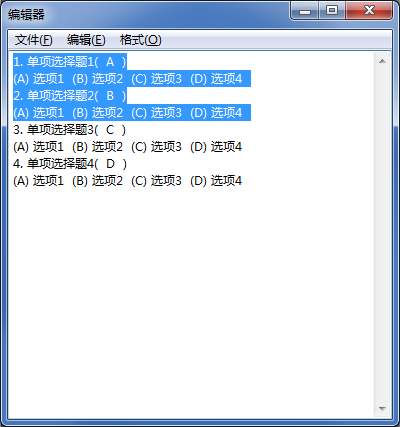 编辑器
文件(F) 编辑(E) 格式(O)
1. 单项选择题1( A )
(A) 选项1 (B) 选项2 (C) 选项3 (D) 选项4
2. 单项选择题2( B )
(A) 选项1 (B) 选项2 (C) 选项3 (D) 选项4
3. 单项选择题3( C )
(A) 选项1 (B) 选项2 (C) 选项3 (D) 选项4
4. 单项选择题4( D )
(A) 选项1 (B) 选项2 (C) 选项3 (D) 选项4